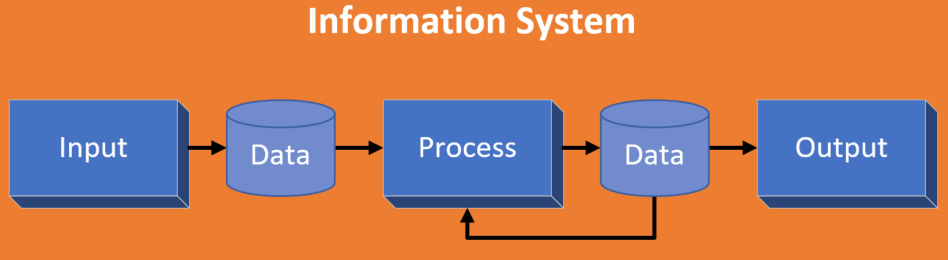 Information System
Input
Data
Process
Data
Output